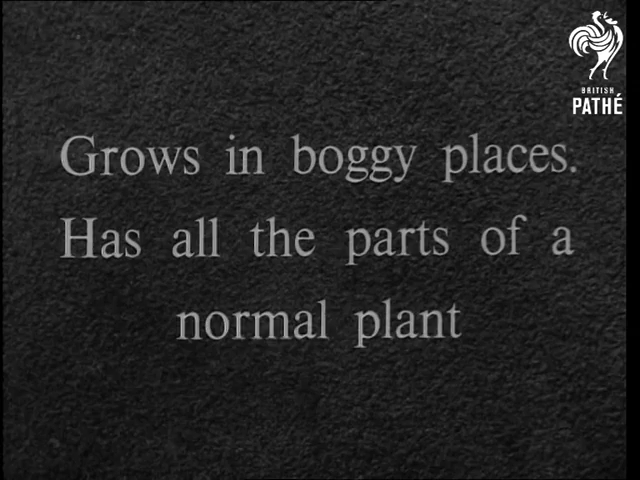 BRITISH
PATHÉ
Grows in boggy places.
Has all the parts of a
normal plant